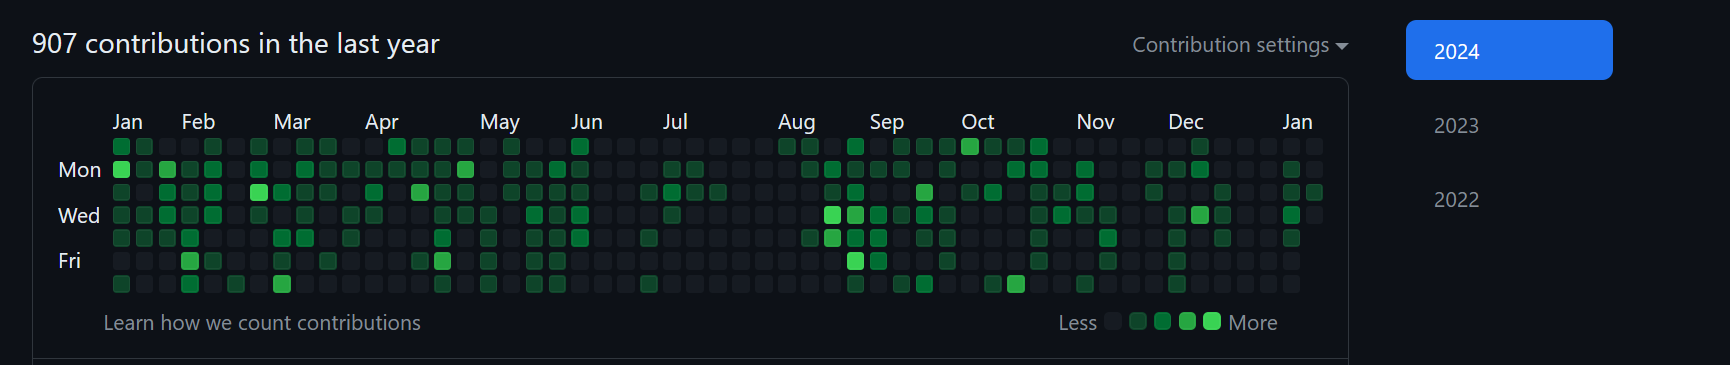 907 contributions in the last year
Contribution settings
2024
2023
2022
Jan Feb Mar Apr May Jun Jul Aug Sep Oct Nov Dec Jan
Mon
Wed
Fri
Learn how we count contributions
Less More